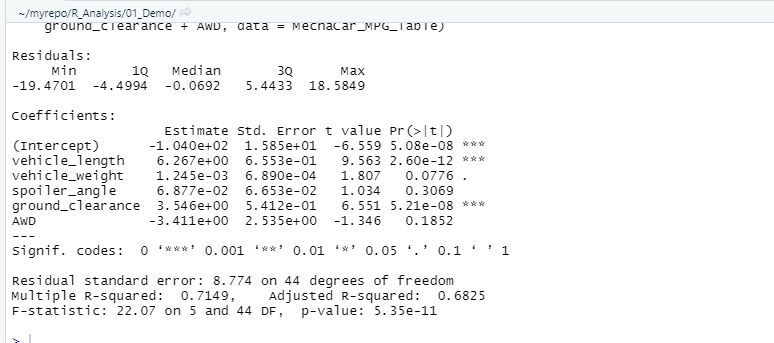 ~/myrepo/R_Analysis/01_Demo/
ground_clearance + AWD, data = MechaCar_MPG_Table)
Residuals:
     Min       1Q   Median       3Q      Max
-19.4701  -4.4994  -0.0692   5.4433  18.5849
Coefficients:
                   Estimate Std. Error t value Pr(>|t|)
(Intercept)      -1.040e+02  1.585e+01  -6.559 5.08e-08 ***
vehicle_length    6.267e+00  6.553e-01   9.563 2.60e-12 ***
vehicle_weight    1.245e-03  6.890e-04   1.807   0.0776 .
spoiler_angle     6.877e-02  6.653e-02   1.034   0.3069
ground_clearance  3.546e+00  5.412e-01   6.551 5.21e-08 ***
AWD              -3.411e+00  2.535e+00  -1.346   0.1852
---
Signif. codes:  0 ‘***’ 0.001 ‘**’ 0.01 ‘*’ 0.05 ‘.’ 0.1 ‘ ’ 1
Residual standard error: 8.774 on 44 degrees of freedom
Multiple R-squared:  0.7149,    Adjusted R-squared:  0.6825
F-statistic: 22.07 on 5 and 44 DF,  p-value: 5.35e-11
>